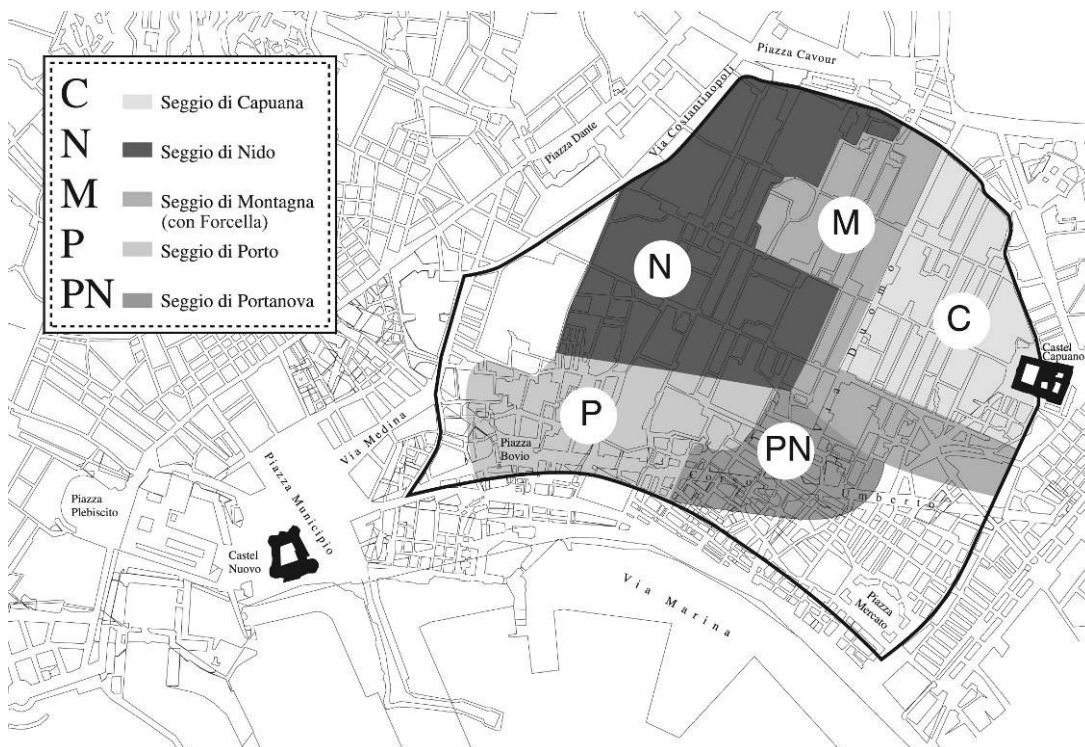 C Seggio di Capuana
N Seggio di Nido
M Seggio di Montagna
(con Forcella)
P Seggio di Porto
PN Seggio di Portanova
Piazza Cavour
Via Costantinopoli
Piazza Dante
M
N
C
Via Duomo
Castel
Capuano
P
PN
Via Medina
Piazza
Bovio
Corso Umberto
Piazza Municipio
Piazza
Plebiscito
Castel
Nuovo
Via Marina
Piazza
Mercato